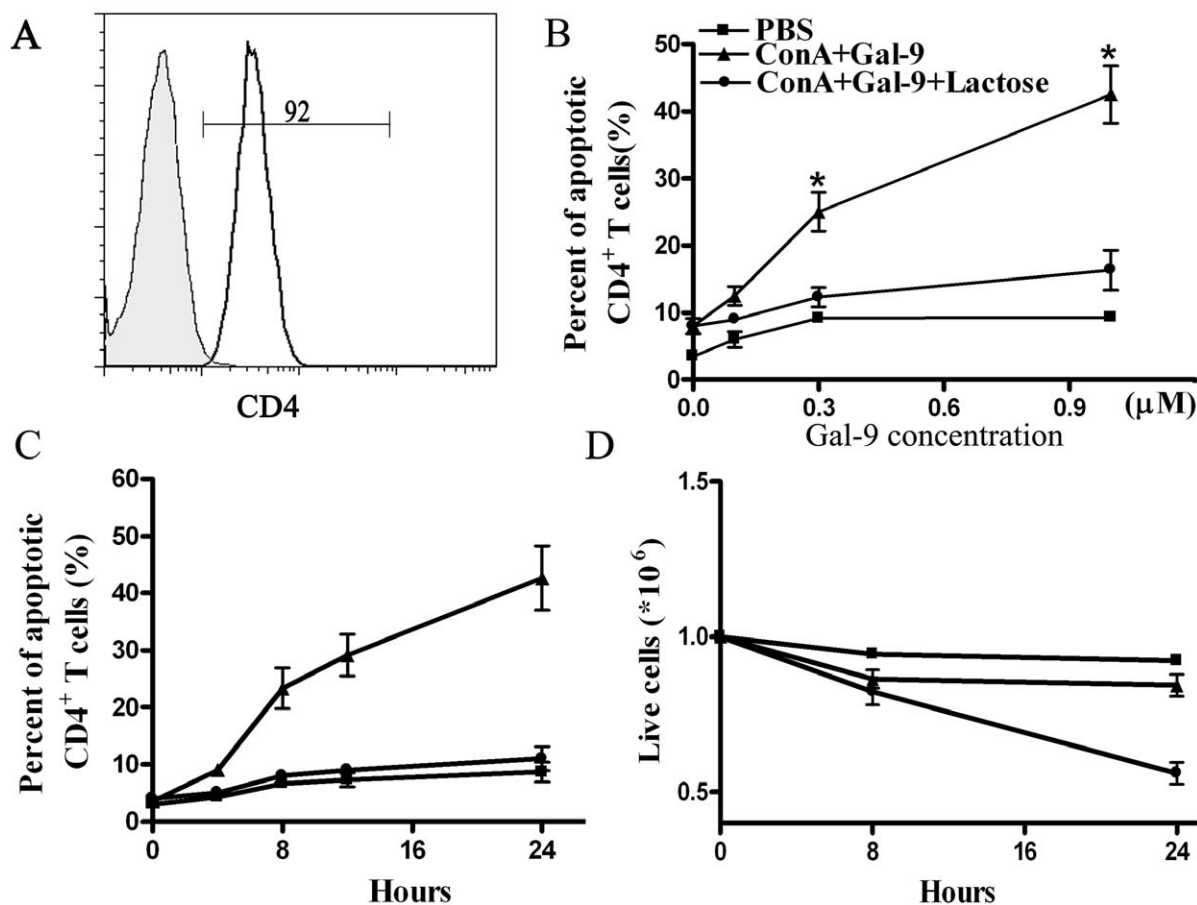 A
92
CD4
B
PBS
ConA+Gal-9
ConA+Gal-9+Lactose
Percent of apoptotic
CD4⁺ T cells(%)
50
40
30
20
10
0
*
*
0.0 0.3 0.6 0.9 (μM)
Gal-9 concentration
C
Percent of apoptotic
CD4⁺ T cells (%)
60
50
40
30
20
10
0
0 8 16 24
Hours
D
Live cells (*10⁶)
1.5
1.0
0.5
0 8 16 24
Hours